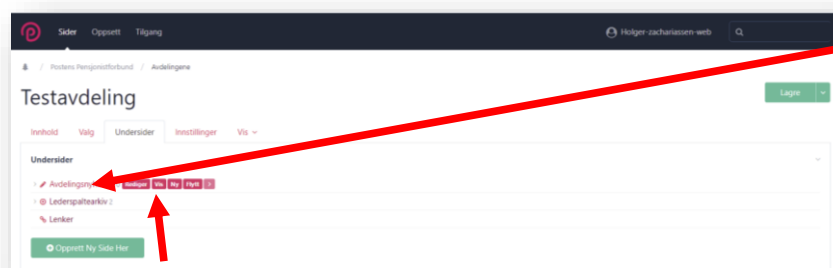 Sider Oppsett Tilgang Holger-zachariassen-web
/ Postens Pensjonistforbund / Avdelingene
Testavdeling
Lagre
Innhold Valg Undersider Innstillinger Vis
Undersider
Rediger Vis Ny Flytt
Lederspaltearkiv 2
Lenker
Opprett Ny Side Her